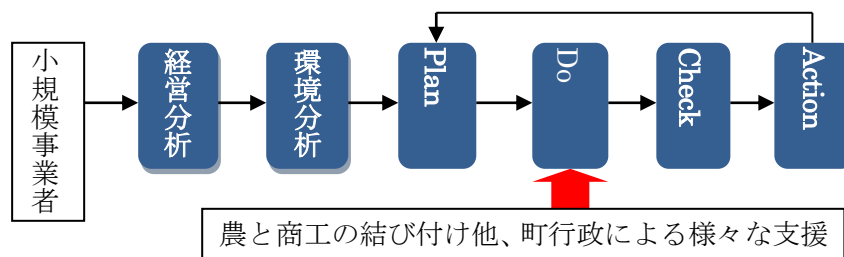 小規模事業者
経営分析
環境分析
Plan
Do
Check
Action
農と商工の結び付け他、町行政による様々な支援